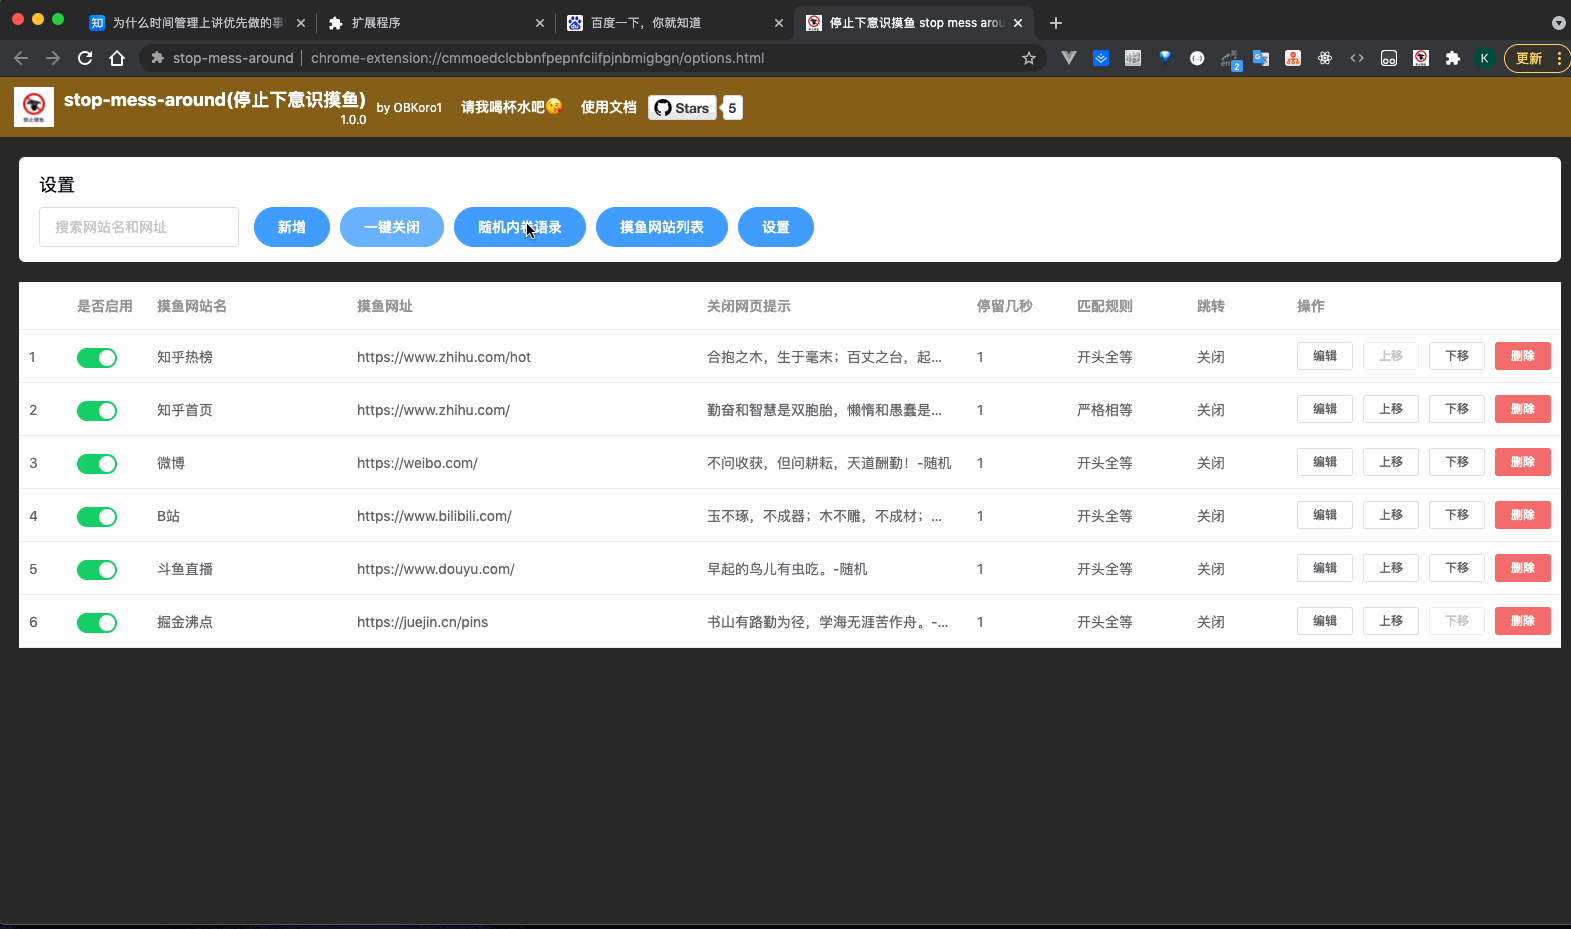 为什么时间管理上讲优先做的事
扩展程序
百度一下，你就知道
停止下意识摸鱼 stop mess arou
stop-mess-around
chrome-extension://cmmoedclcbbnfpepnfciifpjnbmigbgn/options.html
2
K
更新
stop-mess-around(停止下意识摸鱼)
1.0.0
by OBKoro1
请我喝杯水吧😘
使用文档
Stars
5
设置
搜索网站名和网址
新增
一键关闭
随机内卷语录
摸鱼网站列表
设置
是否启用 摸鱼网站名 摸鱼网址 关闭网页提示 停留几秒 匹配规则 跳转 操作
1 知乎热榜 https://www.zhihu.com/hot 合抱之木，生于毫末；百丈之台，起... 1 开头全等 关闭 编辑 上移 下移 删除
2 知乎首页 https://www.zhihu.com/ 勤奋和智慧是双胞胎，懒惰和愚蠢是... 1 严格相等 关闭 编辑 上移 下移 删除
3 微博 https://weibo.com/ 不问收获，但问耕耘，天道酬勤！-随机 1 开头全等 关闭 编辑 上移 下移 删除
4 B站 https://www.bilibili.com/ 玉不琢，不成器；木不雕，不成材；... 1 开头全等 关闭 编辑 上移 下移 删除
5 斗鱼直播 https://www.douyu.com/ 早起的鸟儿有虫吃。-随机 1 开头全等 关闭 编辑 上移 下移 删除
6 掘金沸点 https://juejin.cn/pins 书山有路勤为径，学海无涯苦作舟。-... 1 开头全等 关闭 编辑 上移 下移 删除